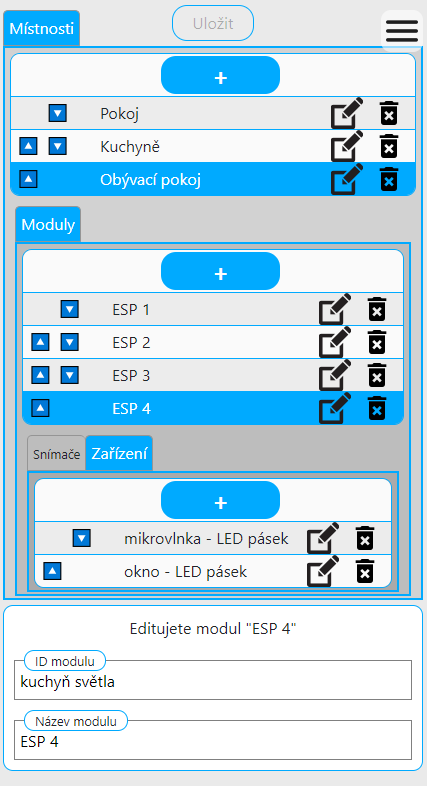 Místnosti
Uložit
+
Pokoj
Kuchyně
Obývací pokoj
Moduly
+
ESP 1
ESP 2
ESP 3
ESP 4
Snímače
Zařízení
+
mikrovlnka - LED pásek
okno - LED pásek
Editujete modul "ESP 4"
ID modulu
kuchyň světla
Název modulu
ESP 4